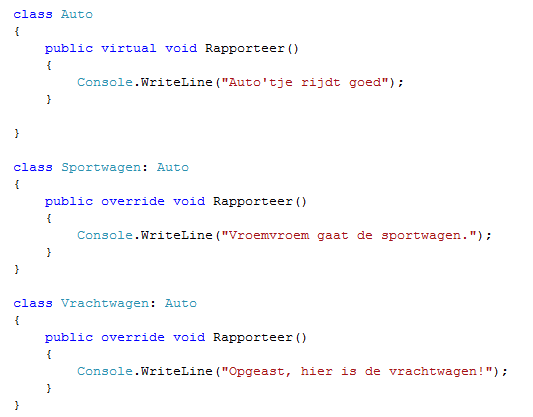 class Auto
{
    public virtual void Rapporteer()
    {
        Console.WriteLine("Auto'tje rijdt goed");
    }

}

class Sportwagen: Auto
{
    public override void Rapporteer()
    {
        Console.WriteLine("Vroemvroem gaat de sportwagen.");
    }
}

class Vrachtwagen: Auto
{
    public override void Rapporteer()
    {
        Console.WriteLine("Opgeast, hier is de vrachtwagen!");
    }
}